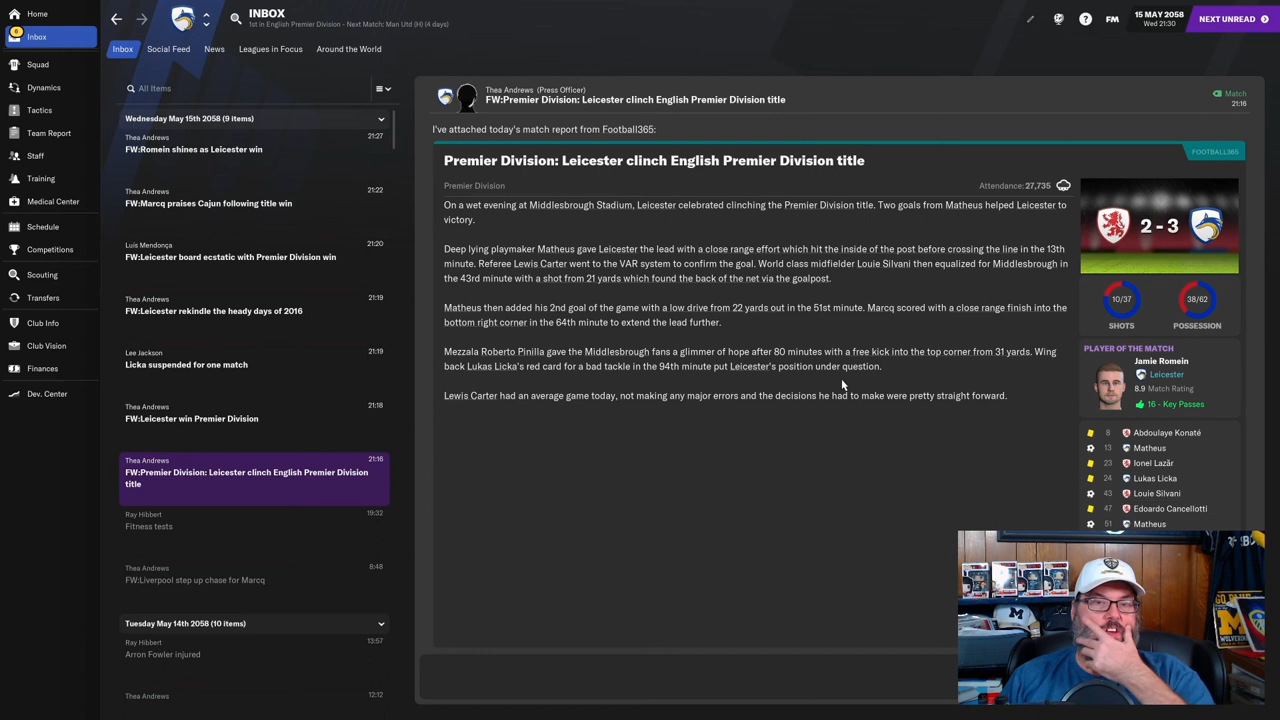 Home
INBOX
1st in English Premier Division - Next Match: Man Utd (H) (4 days)
FM
15 MAY 2058
Wed 21:30
NEXT UNREAD
6
Inbox
Inbox
Social Feed
News
Leagues in Focus
Around the World
Squad
Dynamics
Tactics
Team Report
Staff
Training
Medical Center
Schedule
Competitions
Scouting
Transfers
Club Info
Club Vision
Finances
Dev. Center
All Items
Wednesday May 15th 2058 (9 items)
Thea Andrews 21:27
FW:Romein shines as Leicester win
Thea Andrews 21:22
FW:Marcq praises Cajun following title win
Luís Mendonça 21:20
FW:Leicester board ecstatic with Premier Division win
Thea Andrews 21:19
FW:Leicester rekindle the heady days of 2016
Lee Jackson 21:19
Licka suspended for one match
Thea Andrews 21:18
FW:Leicester win Premier Division
Thea Andrews 21:16
FW:Premier Division: Leicester clinch English Premier Division
title
Ray Hibbert 19:32
Fitness tests
Thea Andrews 8:48
FW:Liverpool step up chase for Marcq
Tuesday May 14th 2058 (10 items)
Ray Hibbert 13:57
Arron Fowler injured
Thea Andrews 12:12
Thea Andrews (Press Officer)
FW:Premier Division: Leicester clinch English Premier Division title
Match
21:16
I've attached today's match report from Football365:
Premier Division: Leicester clinch English Premier Division title
FOOTBALL365
Premier Division
Attendance: 27,735
On a wet evening at Middlesbrough Stadium, Leicester celebrated clinching the Premier Division title. Two goals from Matheus helped Leicester to
victory.
Deep lying playmaker Matheus gave Leicester the lead with a close range effort which hit the inside of the post before crossing the line in the 13th
minute. Referee Lewis Carter went to the VAR system to confirm the goal. World class midfielder Louie Silvani then equalized for Middlesbrough in
the 43rd minute with a shot from 21 yards which found the back of the net via the goalpost.
Matheus then added his 2nd goal of the game with a low drive from 22 yards out in the 51st minute. Marcq scored with a close range finish into the
bottom right corner in the 64th minute to extend the lead further.
Mezzala Roberto Pinilla gave the Middlesbrough fans a glimmer of hope after 80 minutes with a free kick into the top corner from 31 yards. Wing
back Lukas Licka's red card for a bad tackle in the 94th minute put Leicester's position under question.
Lewis Carter had an average game today, not making any major errors and the decisions he had to make were pretty straight forward.
2 - 3
10/37
SHOTS
38/62
POSSESSION
PLAYER OF THE MATCH
Jamie Romein
Leicester
8.9 Match Rating
16 - Key Passes
8 Abdoulaye Konaté
13 Matheus
23 Ionel Lazăr
24 Lukas Licka
43 Louie Silvani
47 Edoardo Cancellotti
51 Matheus